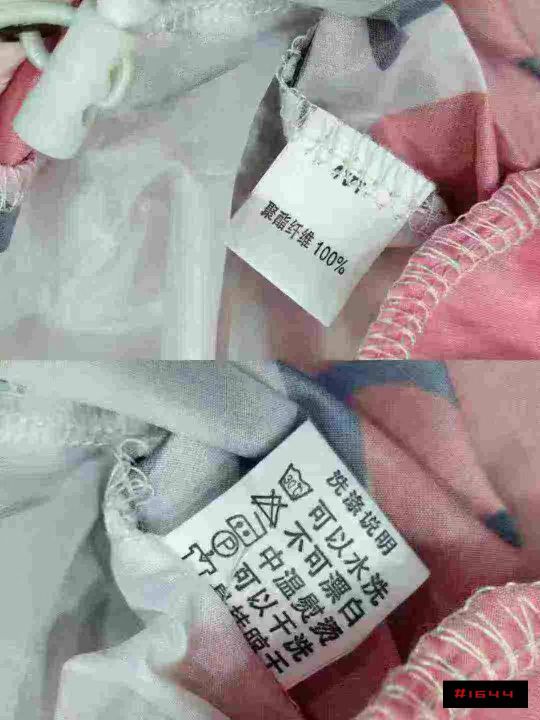 聚酯纤维 100%
洗涤说明
30 可以水洗
不可漂白
中温熨烫
P 可以干洗
#1644